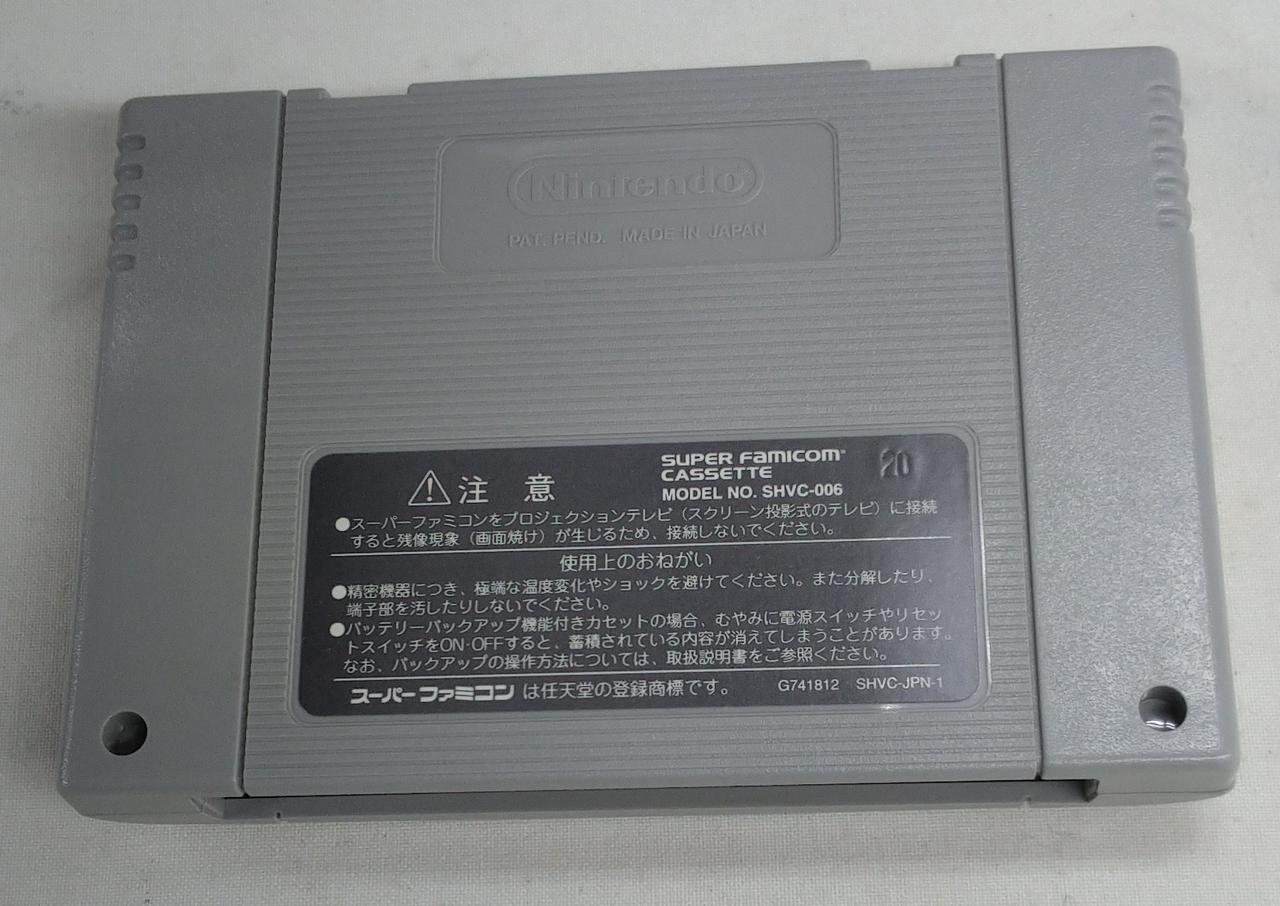 Nintendo
PAT. PEND. MADE IN JAPAN
注 意
SUPER FAMICOM
CASSETTE
MODEL NO. SHVC-006
20
●スーパーファミコンをプロジェクションテレビ(スクリーン投影式のテレビ)に接続
すると残像現象(画面焼け)が生じるため、接続しないでください。
使用上のおねがい
●精密機器につき、極端な温度変化やショックを避けてください。また分解したり、
端子部を汚したりしないでください。
●バッテリーバックアップ機能付きカセットの場合、むやみに電源スイッチやリセッ
トスイッチをON・OFFすると、蓄積されている内容が消えてしまうことがあります。
なお、バックアップの操作方法については、取扱説明書をご参照ください。
スーパーファミコン は任天堂の登録商標です。 G741812 SHVC-JPN-1